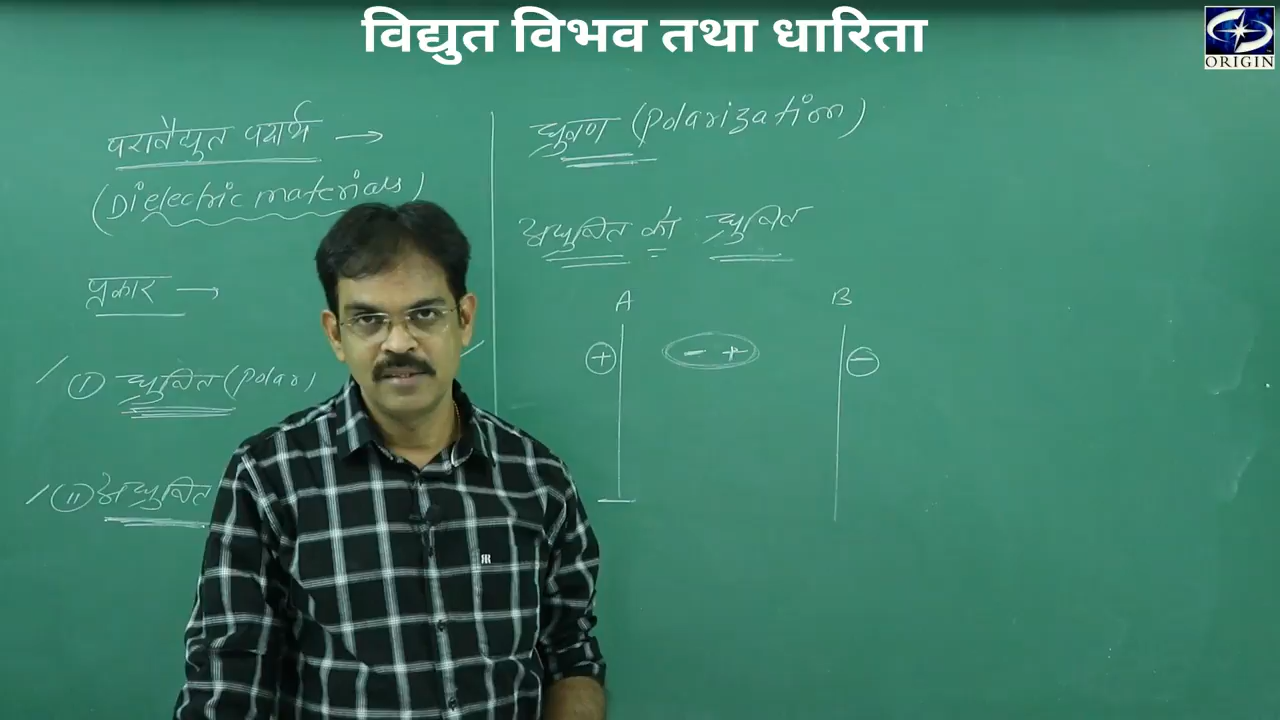 विद्युत विभव तथा धारिता
ORIGIN
परावैद्युत पदार्थ →
(Dielectric materials)
प्रकार →
(i) ध्रुवित (Polar)
(ii) अध्रुवित
ध्रुवण (Polarization)
अध्रुवित को ध्रुवित
A B
+ - + -